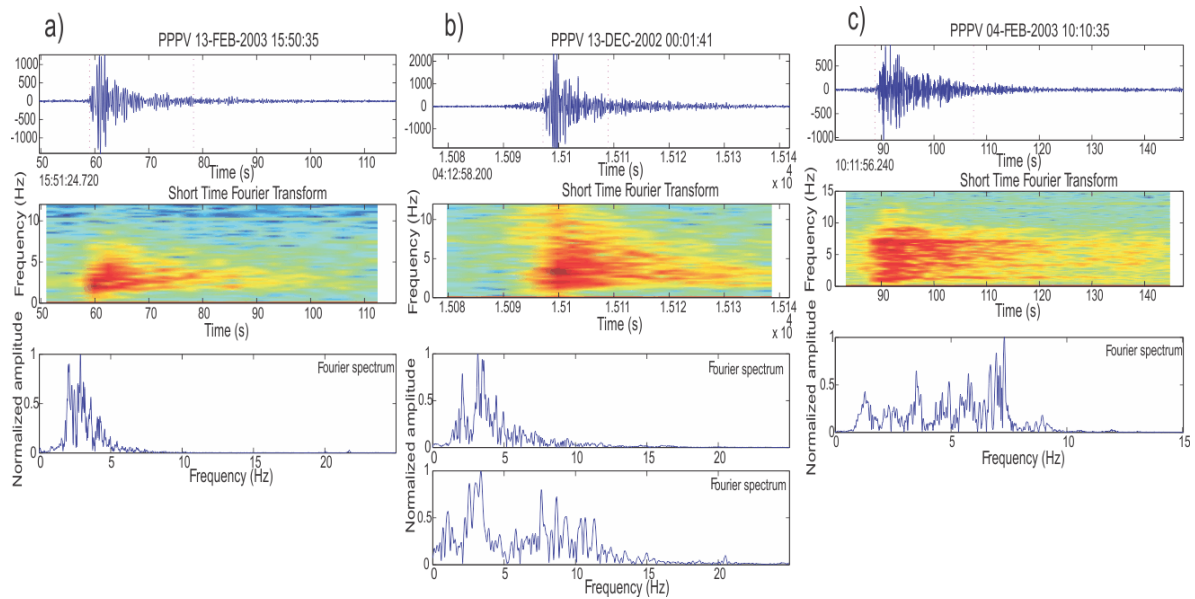 a)
PPPV 13-FEB-2003 15:50:35
1000
500
0
-500
-1000
50 60 70 80 90 100 110
Time (s)
15:51:24.720
Short Time Fourier Transform
Frequency (Hz)
10
5
0
60 70 80 90 100 110
Time (s)
Normalized amplitude
1
0.5
0
Fourier spectrum
0 5 10 15 20
Frequency (Hz)
b)
PPPV 13-DEC-2002 00:01:41
2000
1000
0
-1000
1.508 1.509 1.51 1.511 1.512 1.513 1.514
Time (s)
x 10 4
04:12:58.200
Short Time Fourier Transform
Frequency (Hz)
10
5
0
1.508 1.509 1.51 1.511 1.512 1.513 1.514
Time (s)
x 10 4
Normalized amplitude
1
0.5
0
Fourier spectrum
0 5 10 15 20
1
0.5
0
Fourier spectrum
0 5 10 15 20
Frequency (Hz)
c)
PPPV 04-FEB-2003 10:10:35
500
0
-500
-1000
90 100 110 120 130 140
Time (s)
10:11:56.240
Short Time Fourier Transform
Frequency (Hz)
15
10
5
0
90 100 110 120 130 140
Time (s)
Normalized amplitude
1
0.5
0
Fourier spectrum
0 5 10 15
Frequency (Hz)